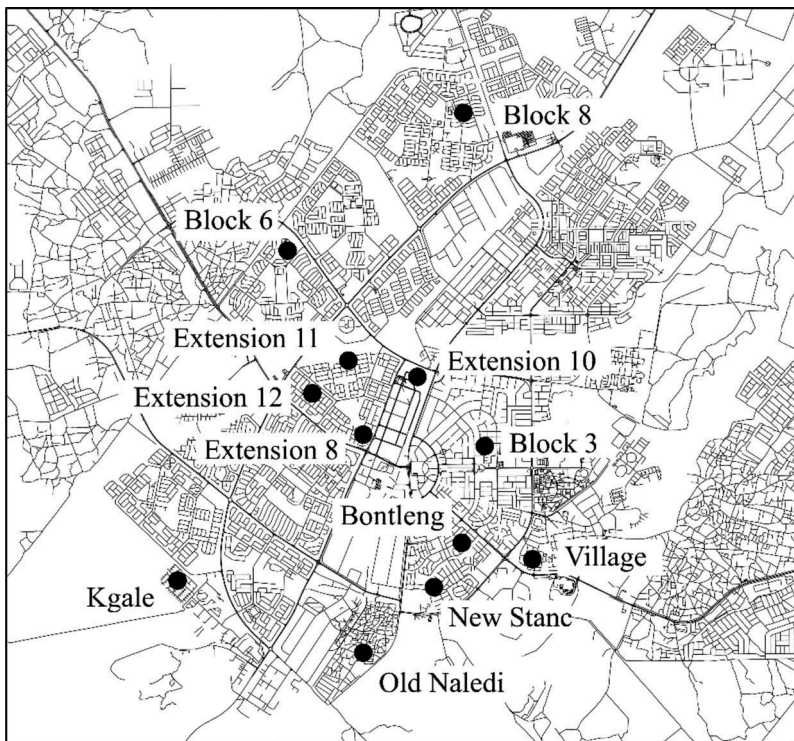 Block 8
Block 6
Extension 11
Extension 10
Extension 12
Extension 8
Block 3
Bontleng
Village
Kgale
New Stanc
Old Naledi